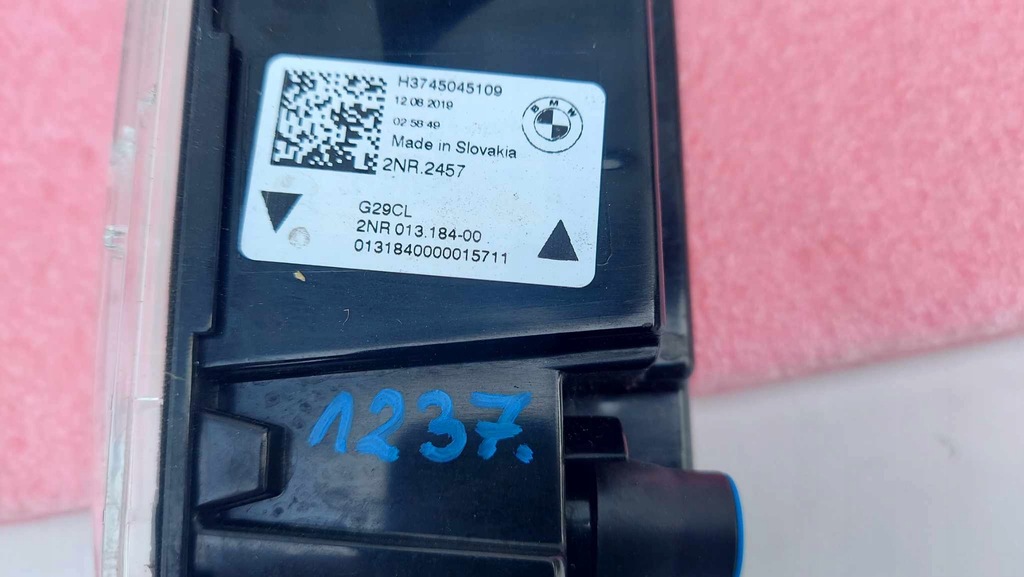 H3745045109
12.08.2019
02 58 49
BMW
Made in Slovakia
2NR.2457
G29CL
2NR 013.184-00
0131840000015711
1237.